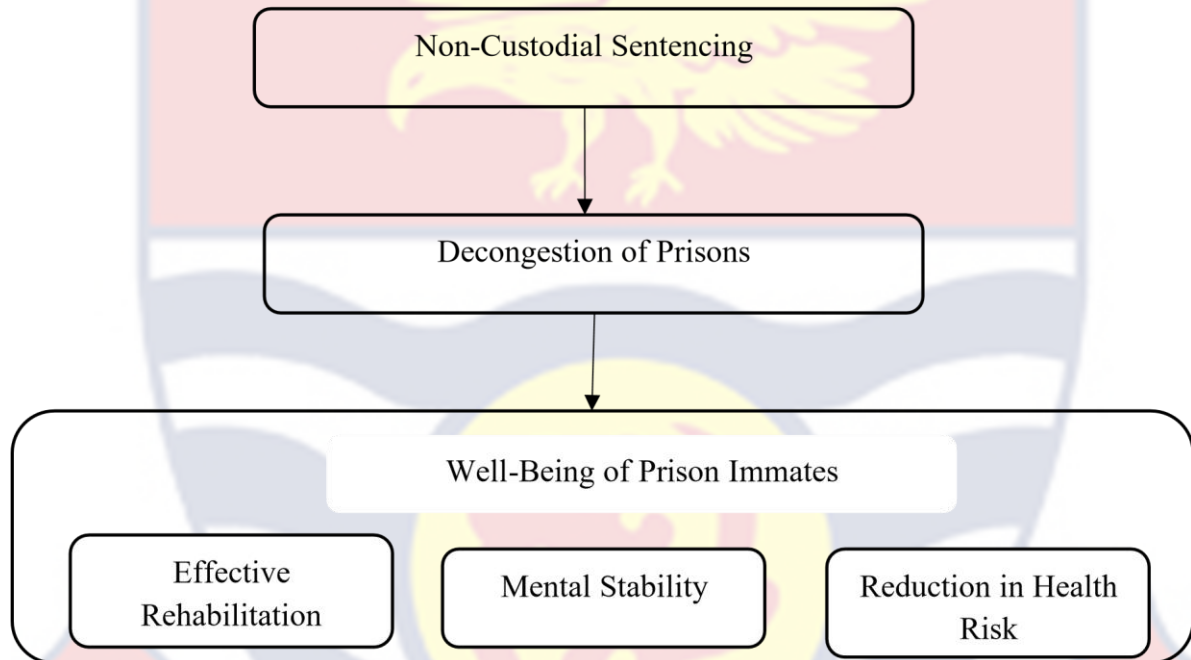 Non-Custodial Sentencing
Decongestion of Prisons
Well-Being of Prison Immates
Effective
Rehabilitation
Mental Stability
Reduction in Health
Risk